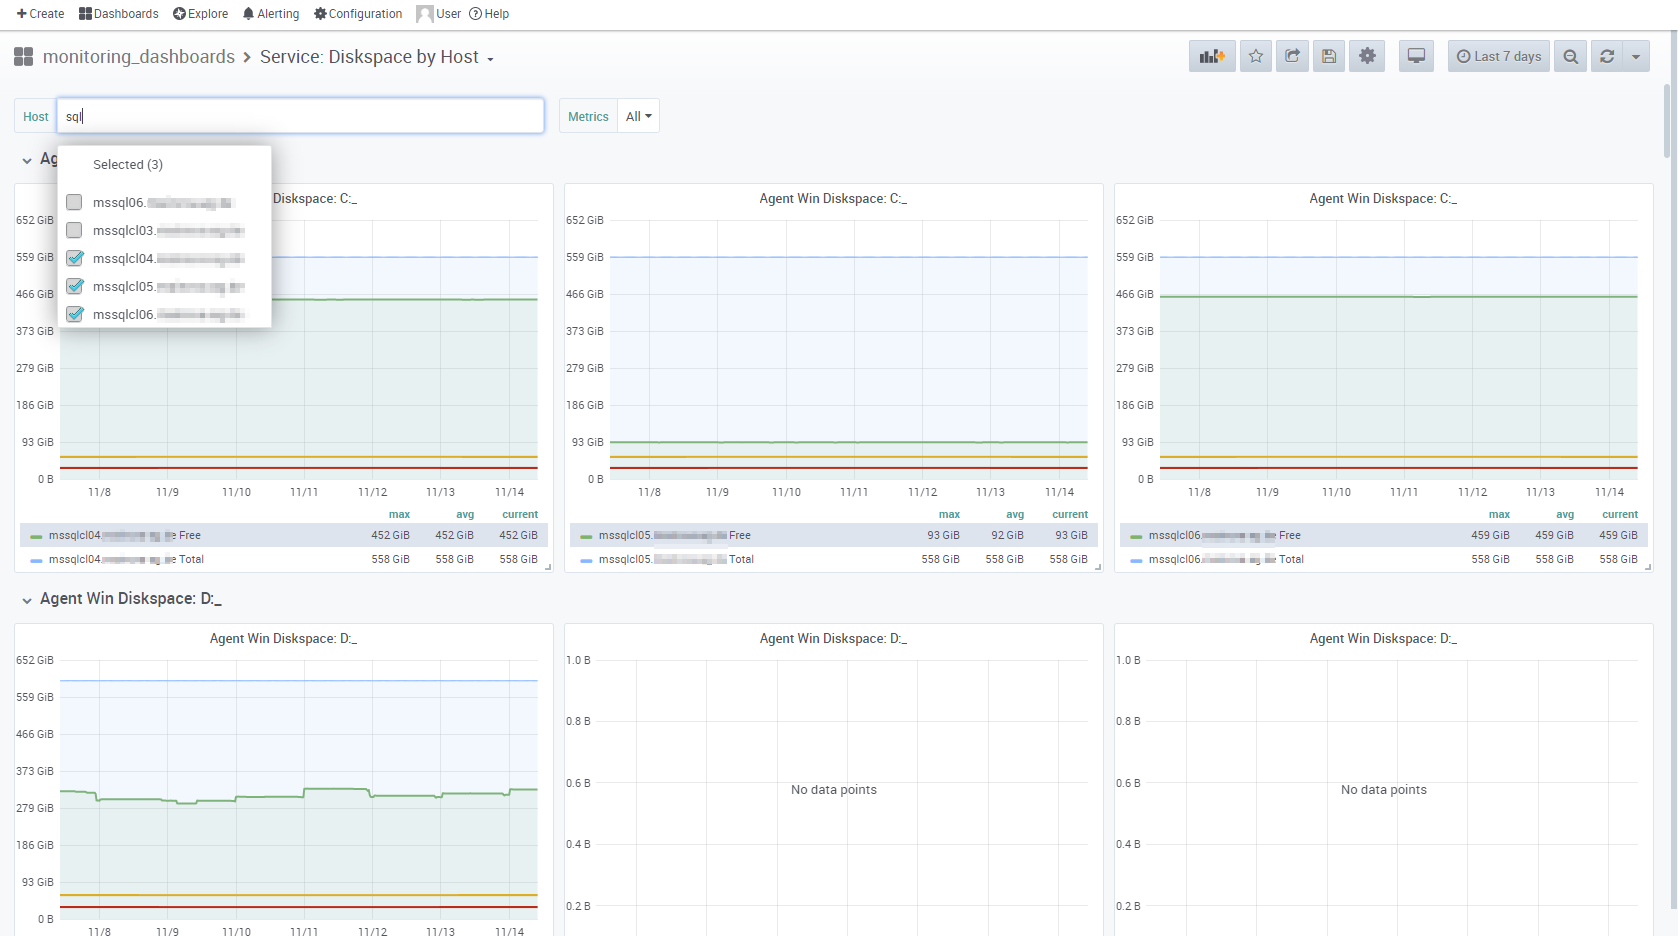 Create Dashboards Explore Alerting Configuration User Help
monitoring_dashboards > Service: Diskspace by Host
Last 7 days
Host sql
Metrics All
Ag
Selected (3)
mssql06.
mssqlcl03.
mssqlcl04.
mssqlcl05.
mssqlcl06.
Diskspace: C:_
652 GiB
559 GiB
466 GiB
373 GiB
279 GiB
186 GiB
93 GiB
0 B
11/8 11/9 11/10 11/11 11/12 11/13 11/14
max avg current
mssqlcl04. Free 452 GiB 452 GiB 452 GiB
mssqlcl04. Total 558 GiB 558 GiB 558 GiB
Agent Win Diskspace: C:_
652 GiB
559 GiB
466 GiB
373 GiB
279 GiB
186 GiB
93 GiB
0 B
11/8 11/9 11/10 11/11 11/12 11/13 11/14
max avg current
mssqlcl05. Free 93 GiB 92 GiB 93 GiB
mssqlcl05. Total 558 GiB 558 GiB 558 GiB
Agent Win Diskspace: C:_
652 GiB
559 GiB
466 GiB
373 GiB
279 GiB
186 GiB
93 GiB
0 B
11/8 11/9 11/10 11/11 11/12 11/13 11/14
max avg current
mssqlcl06. Free 459 GiB 459 GiB 459 GiB
mssqlcl06. Total 558 GiB 558 GiB 558 GiB
Agent Win Diskspace: D:_
Agent Win Diskspace: D:_
652 GiB
559 GiB
466 GiB
373 GiB
279 GiB
186 GiB
93 GiB
0 B
11/8 11/9 11/10 11/11 11/12 11/13 11/14
Agent Win Diskspace: D:_
1.0 B
0.8 B
0.6 B
No data points
0.4 B
0.2 B
Agent Win Diskspace: D:_
1.0 B
0.8 B
0.6 B
No data points
0.4 B
0.2 B